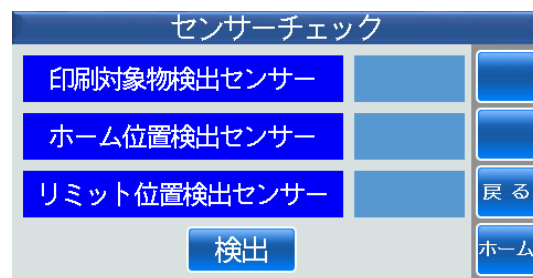 センサーチェック
印刷対象物検出センサー
ホーム位置検出センサー
リミット位置検出センサー
戻る
検出
ホーム